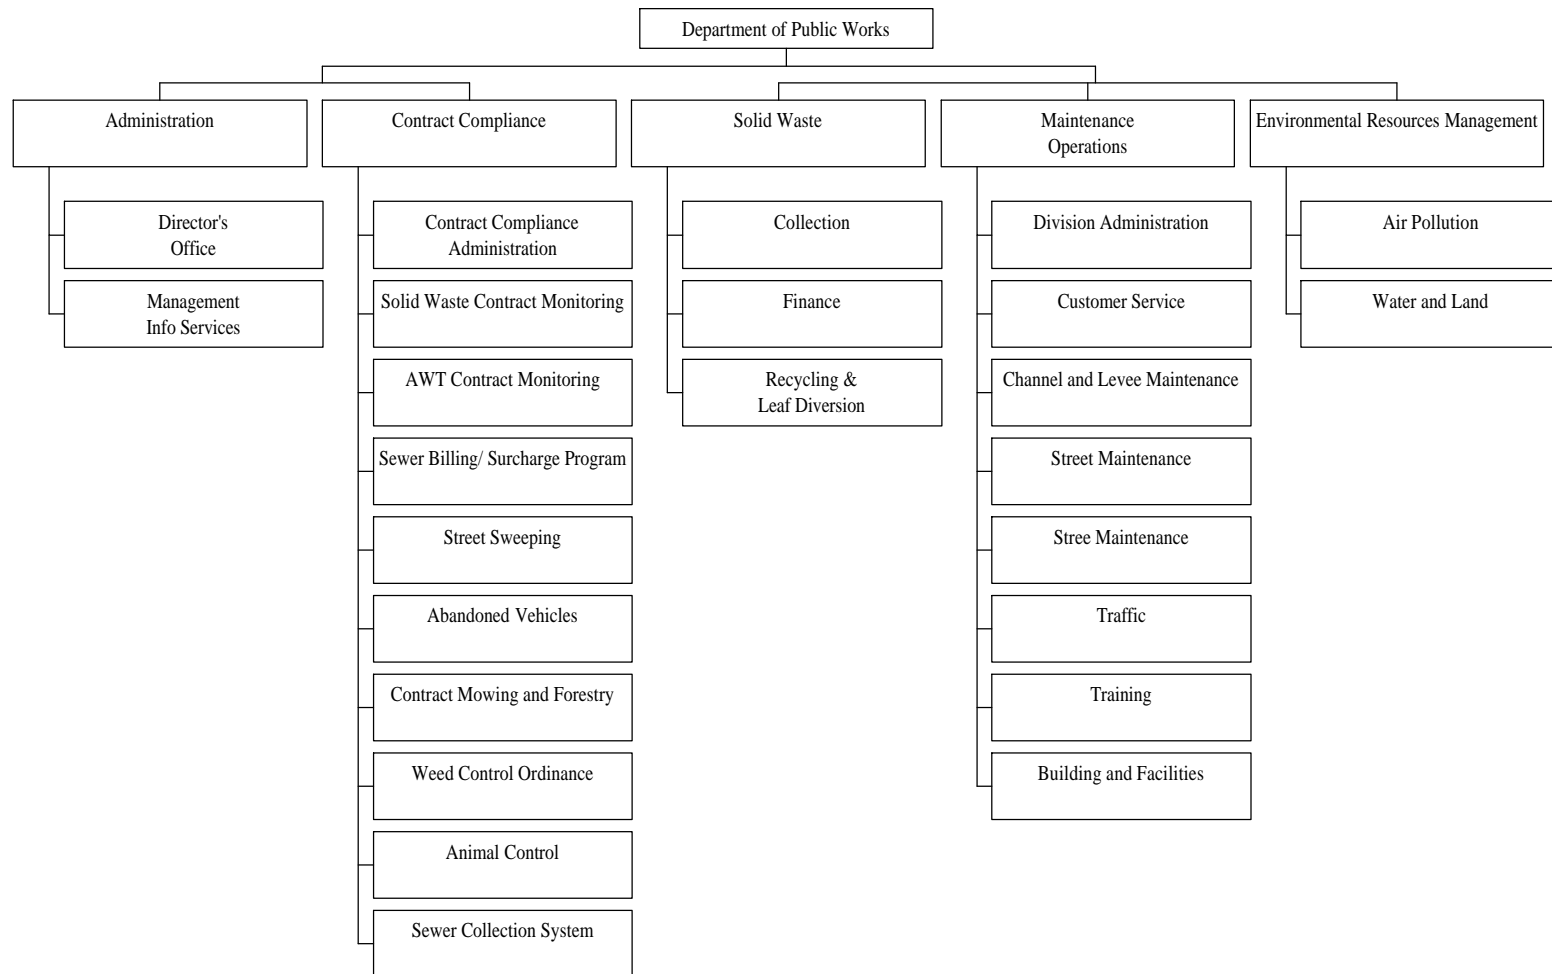 Department of Public Works
Administration
Contract Compliance
Solid Waste
Maintenance
Operations
Environmental Resources Management
Director's
Office
Management
Info Services
Contract Compliance
Administration
Solid Waste Contract Monitoring
AWT Contract Monitoring
Sewer Billing/ Surcharge Program
Street Sweeping
Abandoned Vehicles
Contract Mowing and Forestry
Weed Control Ordinance
Animal Control
Sewer Collection System
Collection
Finance
Recycling &
Leaf Diversion
Division Administration
Customer Service
Channel and Levee Maintenance
Street Maintenance
Stree Maintenance
Traffic
Training
Building and Facilities
Air Pollution
Water and Land